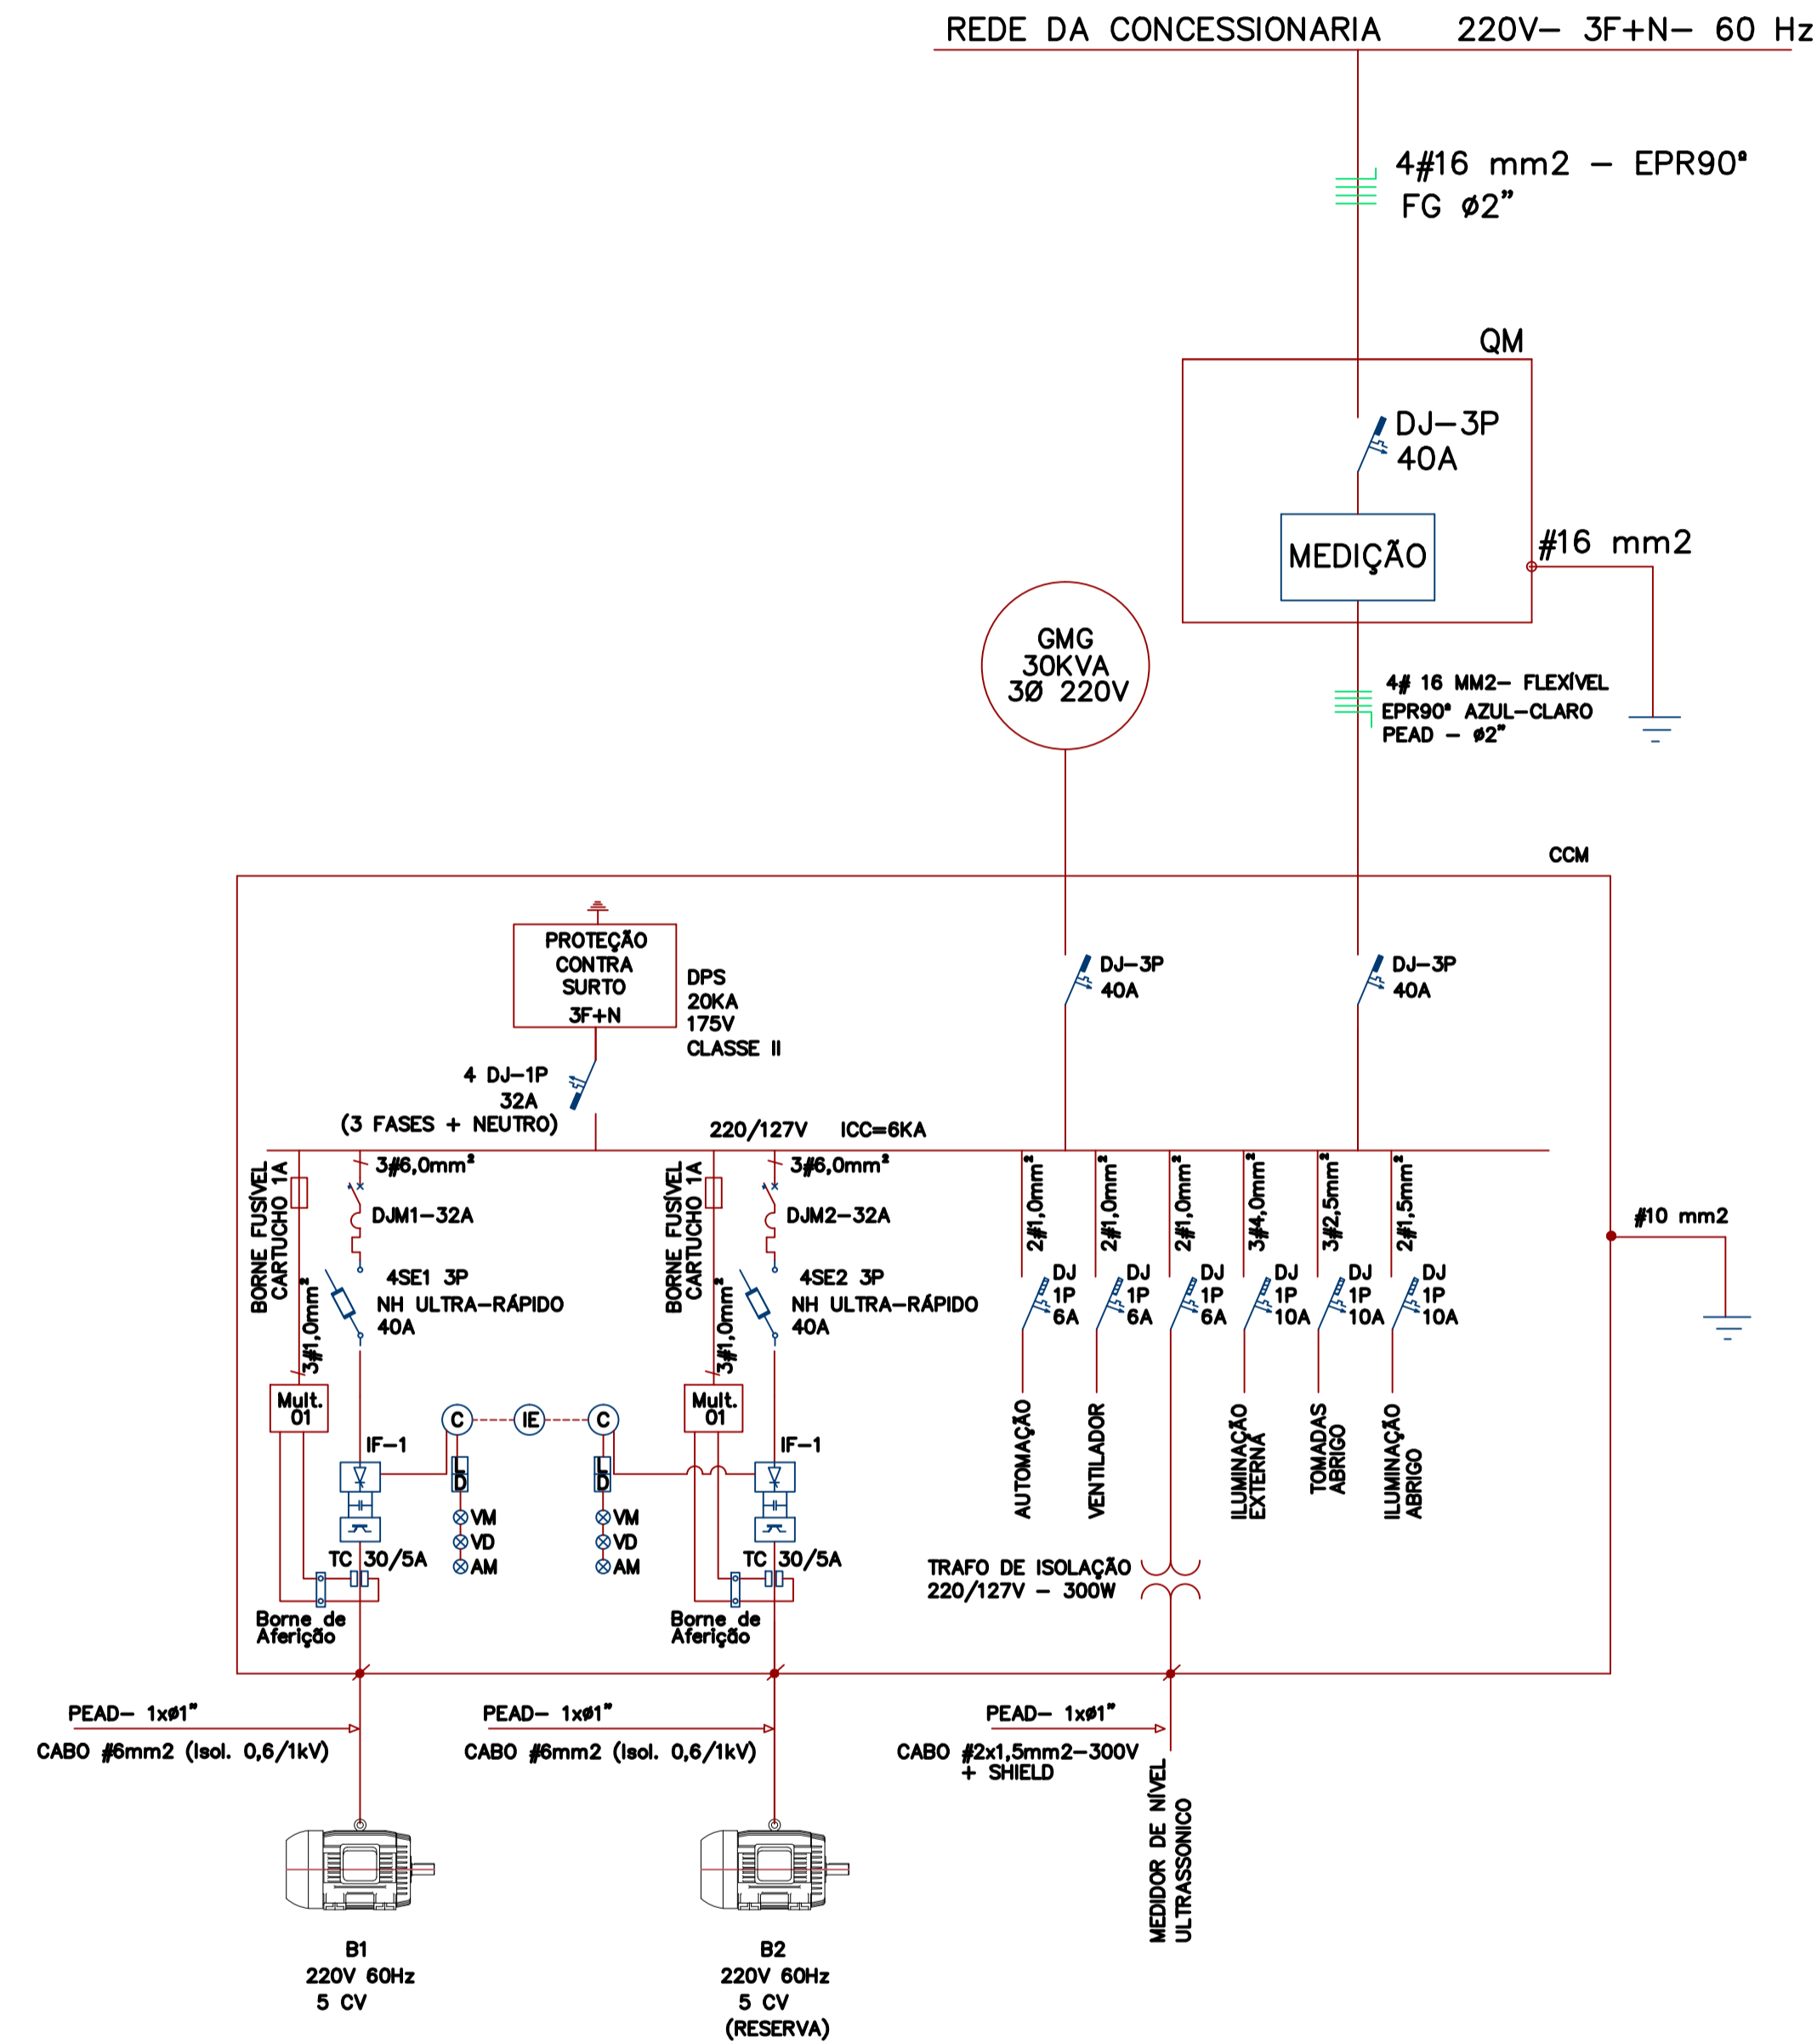 REDE DA CONCESSIONARIA 220V- 3F+N- 60 Hz
4#16 mm2 - EPR90°
FG ø2"
QM
DJ-3P
40A
MEDIÇÃO
#16 mm2
GMG
30KVA
3Ø 220V
4# 16 MM2- FLEXÍVEL
EPR90° AZUL-CLARO
PEAD - ø2"
CCM
PROTEÇÃO
CONTRA
SURTO
3F+N
DPS
20KA
175V
CLASSE II
4 DJ-1P
32A
(3 FASES + NEUTRO)
DJ-3P
40A
DJ-3P
40A
220/127V ICC=6KA
BORNE FUSÍVEL
CARTUCHO 1A
3#6,0mm²
DJM1-32A
4SE1 3P
NH ULTRA-RÁPIDO
40A
3#1,0mm²
Mult.
01
IF-1
TC 30/5A
Borne de
Aferição
C
IE
C
L
D
VM
VD
AM
L
D
VM
VD
AM
BORNE FUSÍVEL
CARTUCHO 1A
3#6,0mm²
DJM2-32A
4SE2 3P
NH ULTRA-RÁPIDO
40A
3#1,0mm²
Mult.
01
IF-1
TC 30/5A
Borne de
Aferição
2#1,0mm²
DJ
1P
6A
AUTOMAÇÃO
2#1,0mm²
DJ
1P
6A
VENTILADOR
2#1,0mm²
DJ
1P
6A
3#4,0mm²
DJ
1P
10A
ILUMINAÇÃO
EXTERNA
3#2,5mm²
DJ
1P
10A
TOMADAS
ABRIGO
2#1,5mm²
DJ
1P
10A
ILUMINAÇÃO
ABRIGO
#10 mm2
TRAFO DE ISOLAÇÃO
220/127V - 300W
PEAD- 1xø1"
CABO #6mm2 (Isol. 0,6/1kV)
PEAD- 1xø1"
CABO #6mm2 (Isol. 0,6/1kV)
PEAD- 1xø1"
CABO #2x1,5mm2-300V
+ SHIELD
MEDIDOR DE NÍVEL
ULTRASSONICO
B1
220V 60Hz
5 CV
B2
220V 60Hz
5 CV
(RESERVA)